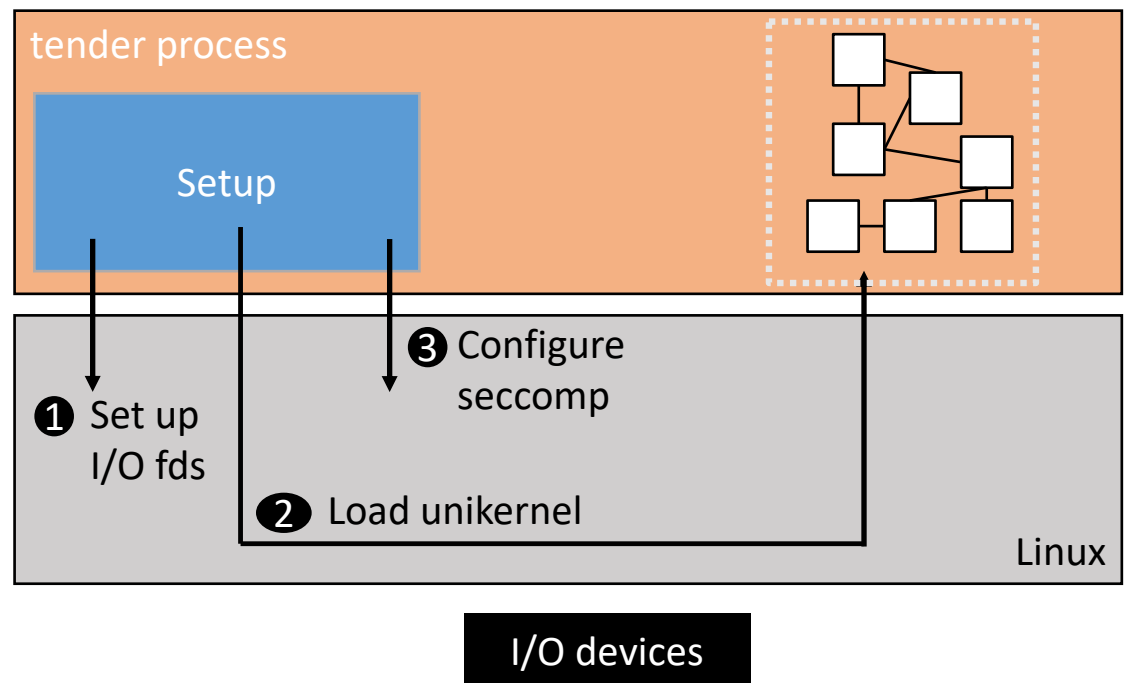 tender process
Setup
❸ Configure
seccomp
❶ Set up
I/O fds
❷ Load unikernel
Linux
I/O devices